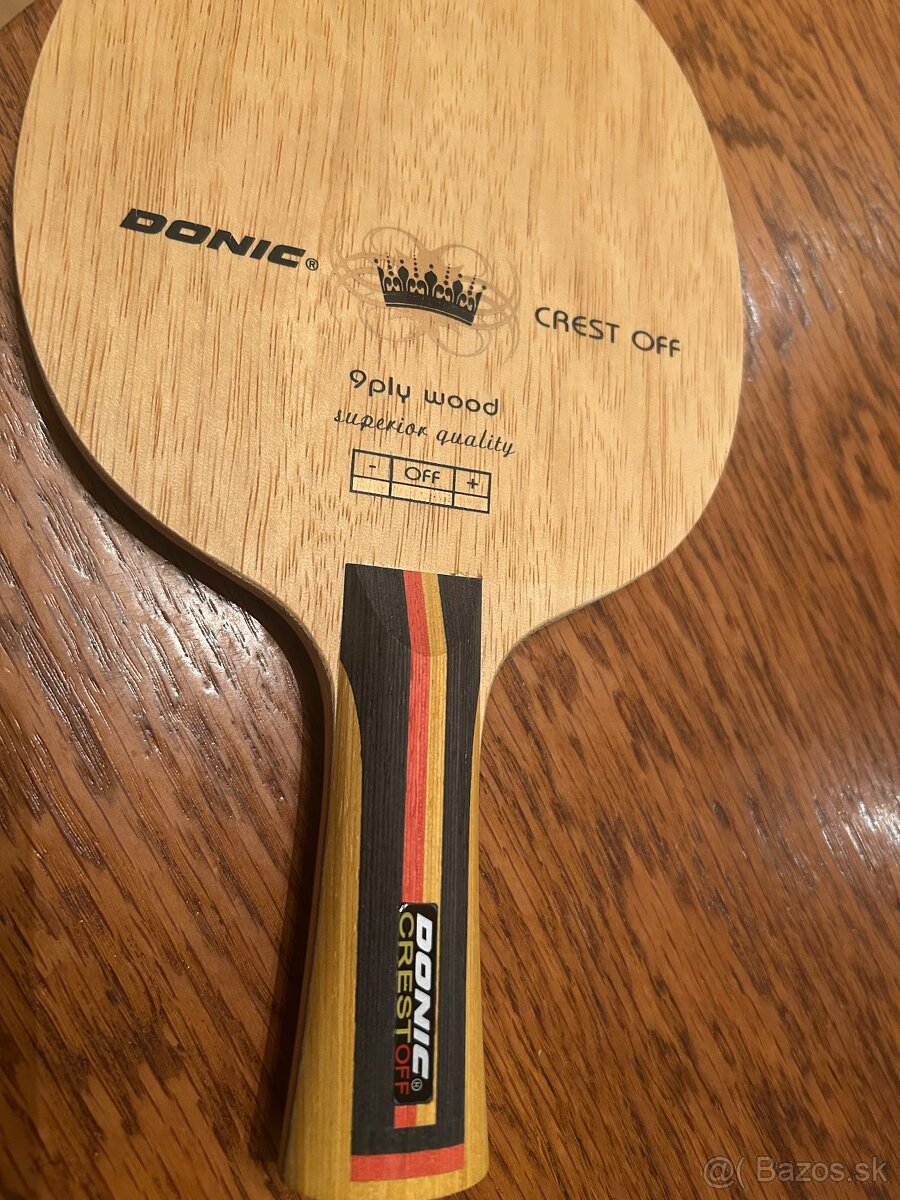 DONIC®
CREST OFF
9ply wood
superior quality
- OFF +
DONIC®
CREST OFF
@( Bazos.sk